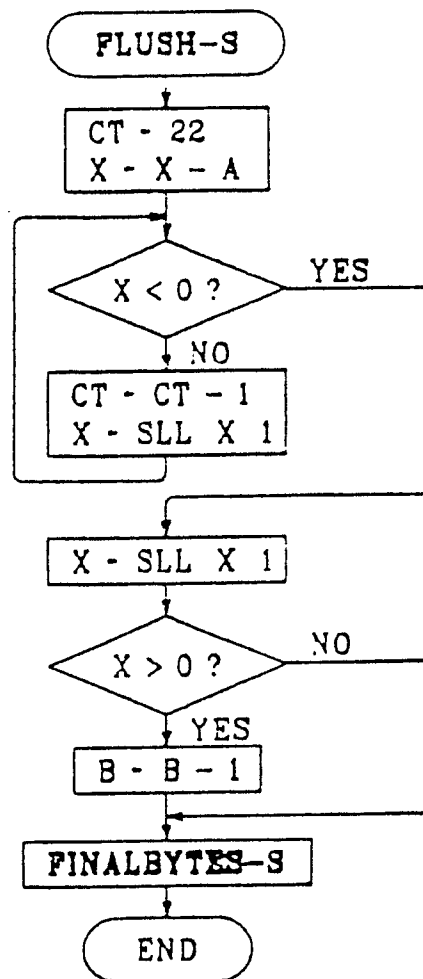 FLUSH-S
CT - 22
X - X - A
X < 0 ?
YES
NO
CT - CT - 1
X - SLL X 1
X - SLL X 1
X > 0 ?
NO
YES
B - B - 1
FINALBYTES-S
END